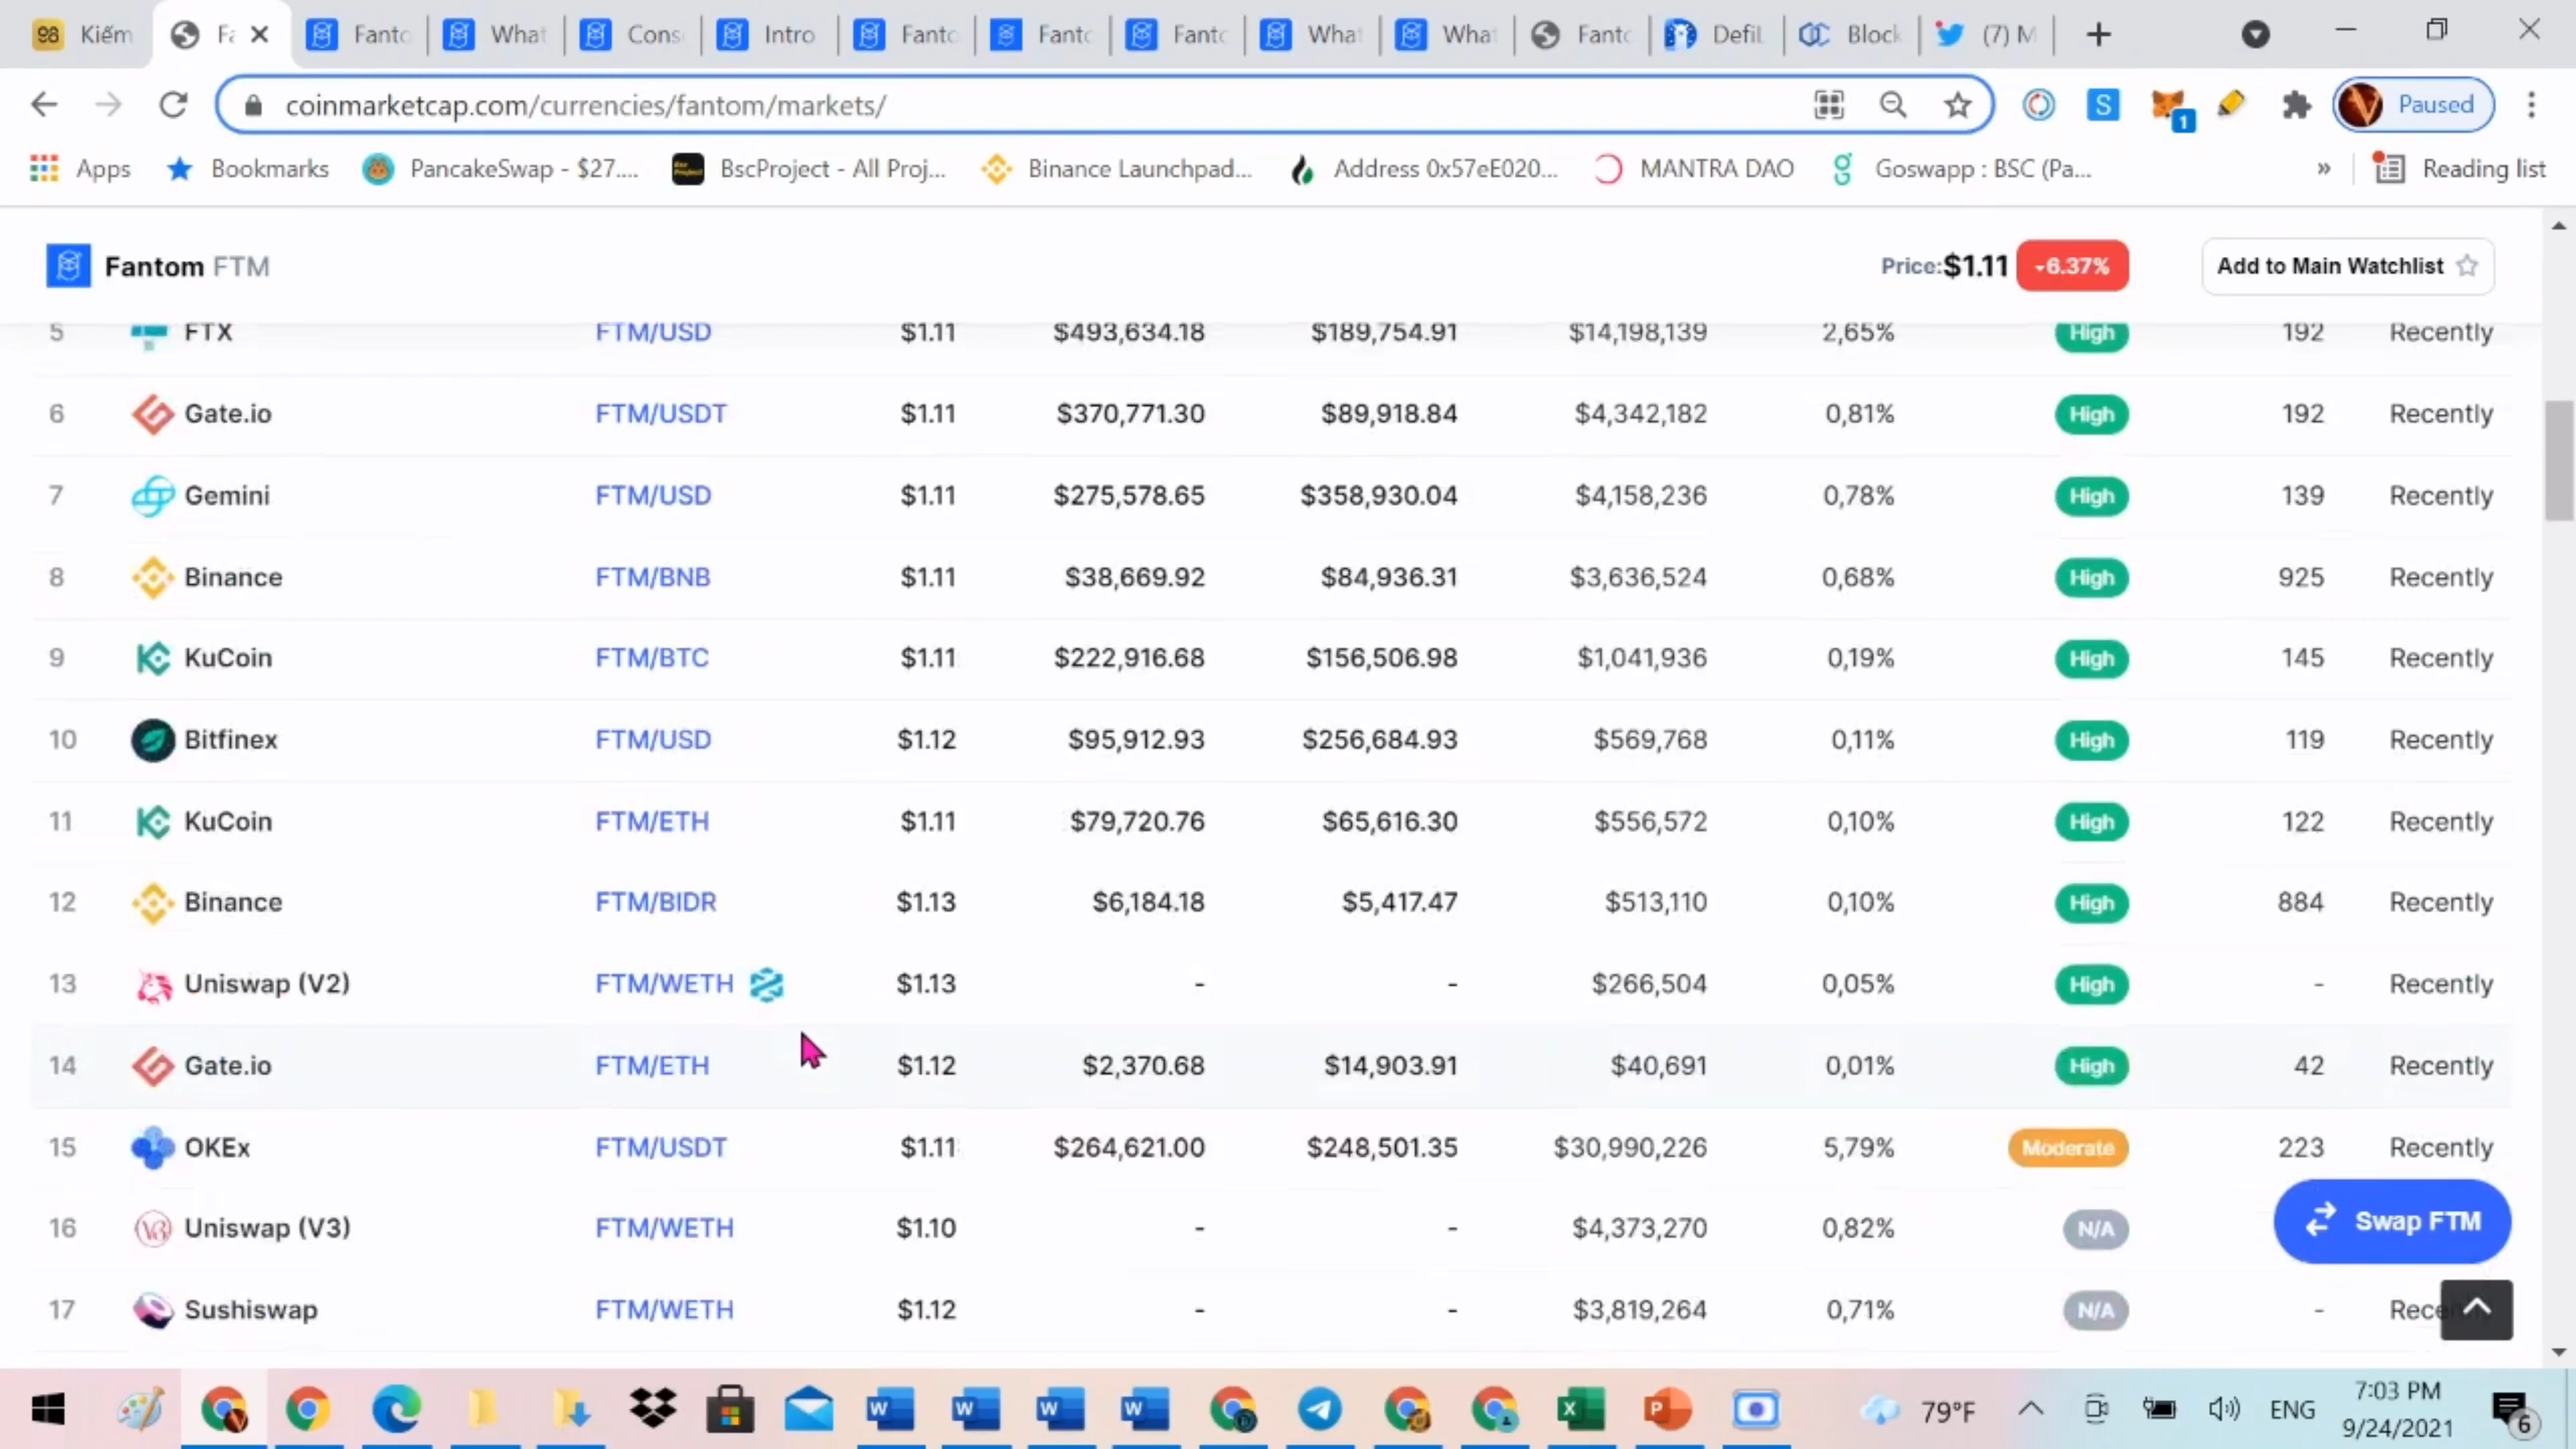 Kiếm Fa Fanto What Cons Intro Fanto Fanto Fanto What What Fanto DefiL Block (7) M
coinmarketcap.com/currencies/fantom/markets/ S 1 Paused
Apps Bookmarks PancakeSwap - $27.... BscProject - All Proj... Binance Launchpad... Address 0x57eE020... MANTRA DAO Goswapp : BSC (Pa... » Reading list
Fantom FTM Price:$1.11 -6.37% Add to Main Watchlist
5 FTX FTM/USD $1.11 $493,634.18 $189,754.91 $14,198,139 2,65% High 192 Recently
6 Gate.io FTM/USDT $1.11 $370,771.30 $89,918.84 $4,342,182 0,81% High 192 Recently
7 Gemini FTM/USD $1.11 $275,578.65 $358,930.04 $4,158,236 0,78% High 139 Recently
8 Binance FTM/BNB $1.11 $38,669.92 $84,936.31 $3,636,524 0,68% High 925 Recently
9 KuCoin FTM/BTC $1.11 $222,916.68 $156,506.98 $1,041,936 0,19% High 145 Recently
10 Bitfinex FTM/USD $1.12 $95,912.93 $256,684.93 $569,768 0,11% High 119 Recently
11 KuCoin FTM/ETH $1.11 $79,720.76 $65,616.30 $556,572 0,10% High 122 Recently
12 Binance FTM/BIDR $1.13 $6,184.18 $5,417.47 $513,110 0,10% High 884 Recently
13 Uniswap (V2) FTM/WETH $1.13 - - $266,504 0,05% High - Recently
14 Gate.io FTM/ETH $1.12 $2,370.68 $14,903.91 $40,691 0,01% High 42 Recently
15 OKEx FTM/USDT $1.11 $264,621.00 $248,501.35 $30,990,226 5,79% Moderate 223 Recently
16 Uniswap (V3) FTM/WETH $1.10 - - $4,373,270 0,82% N/A Swap FTM
17 Sushiswap FTM/WETH $1.12 - - $3,819,264 0,71% N/A - Rece
79°F ENG 7:03 PM
9/24/2021 6